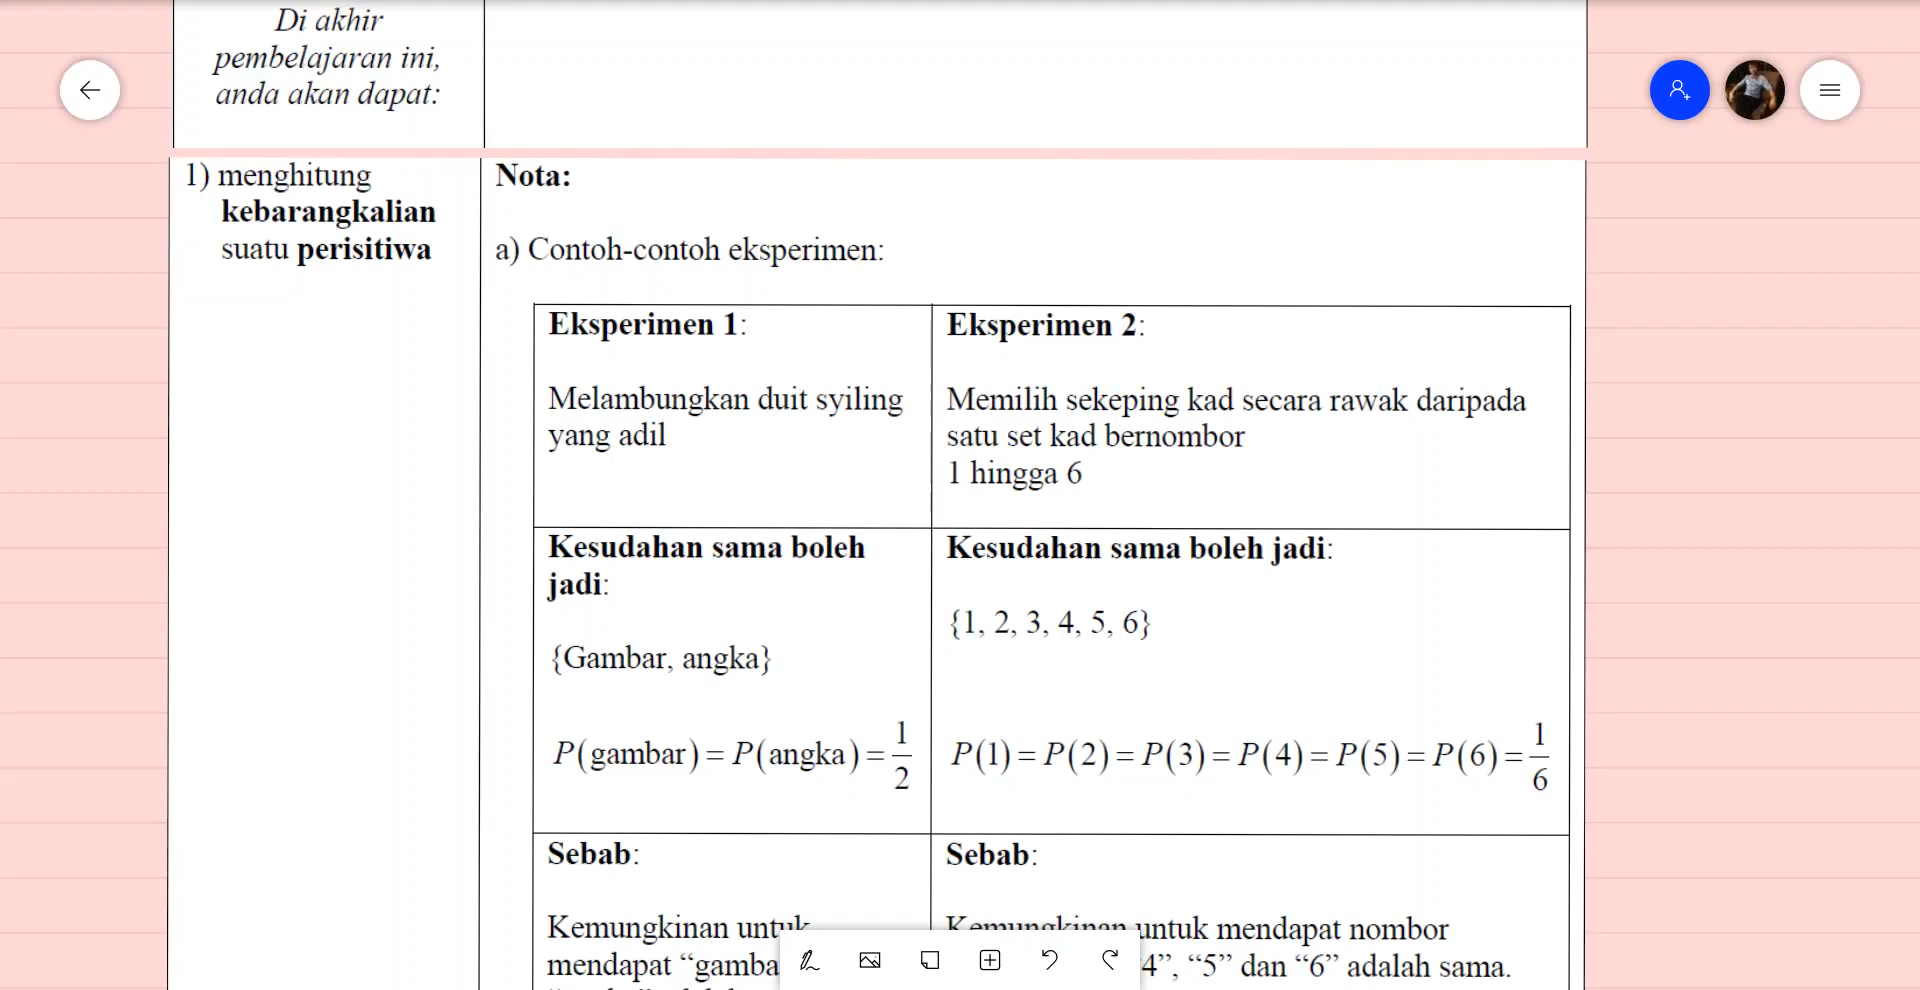 Di akhir
pembelajaran ini,
anda akan dapat:
1) menghitung
kebarangkalian
suatu perisitiwa
Nota:
a) Contoh-contoh eksperimen:
Eksperimen 1:
Melambungkan duit syiling
yang adil
Eksperimen 2:
Memilih sekeping kad secara rawak daripada
satu set kad bernombor
1 hingga 6
Kesudahan sama boleh
jadi:
{Gambar, angka}
P(gambar) = P(angka) = 1/2
Kesudahan sama boleh jadi:
{1, 2, 3, 4, 5, 6}
P(1) = P(2) = P(3) = P(4) = P(5) = P(6) = 1/6
Sebab:
Kemungkinan untuk
mendapat “gamba
Sebab:
Kemungkinan untuk mendapat nombor
4”, “5” dan “6” adalah sama.